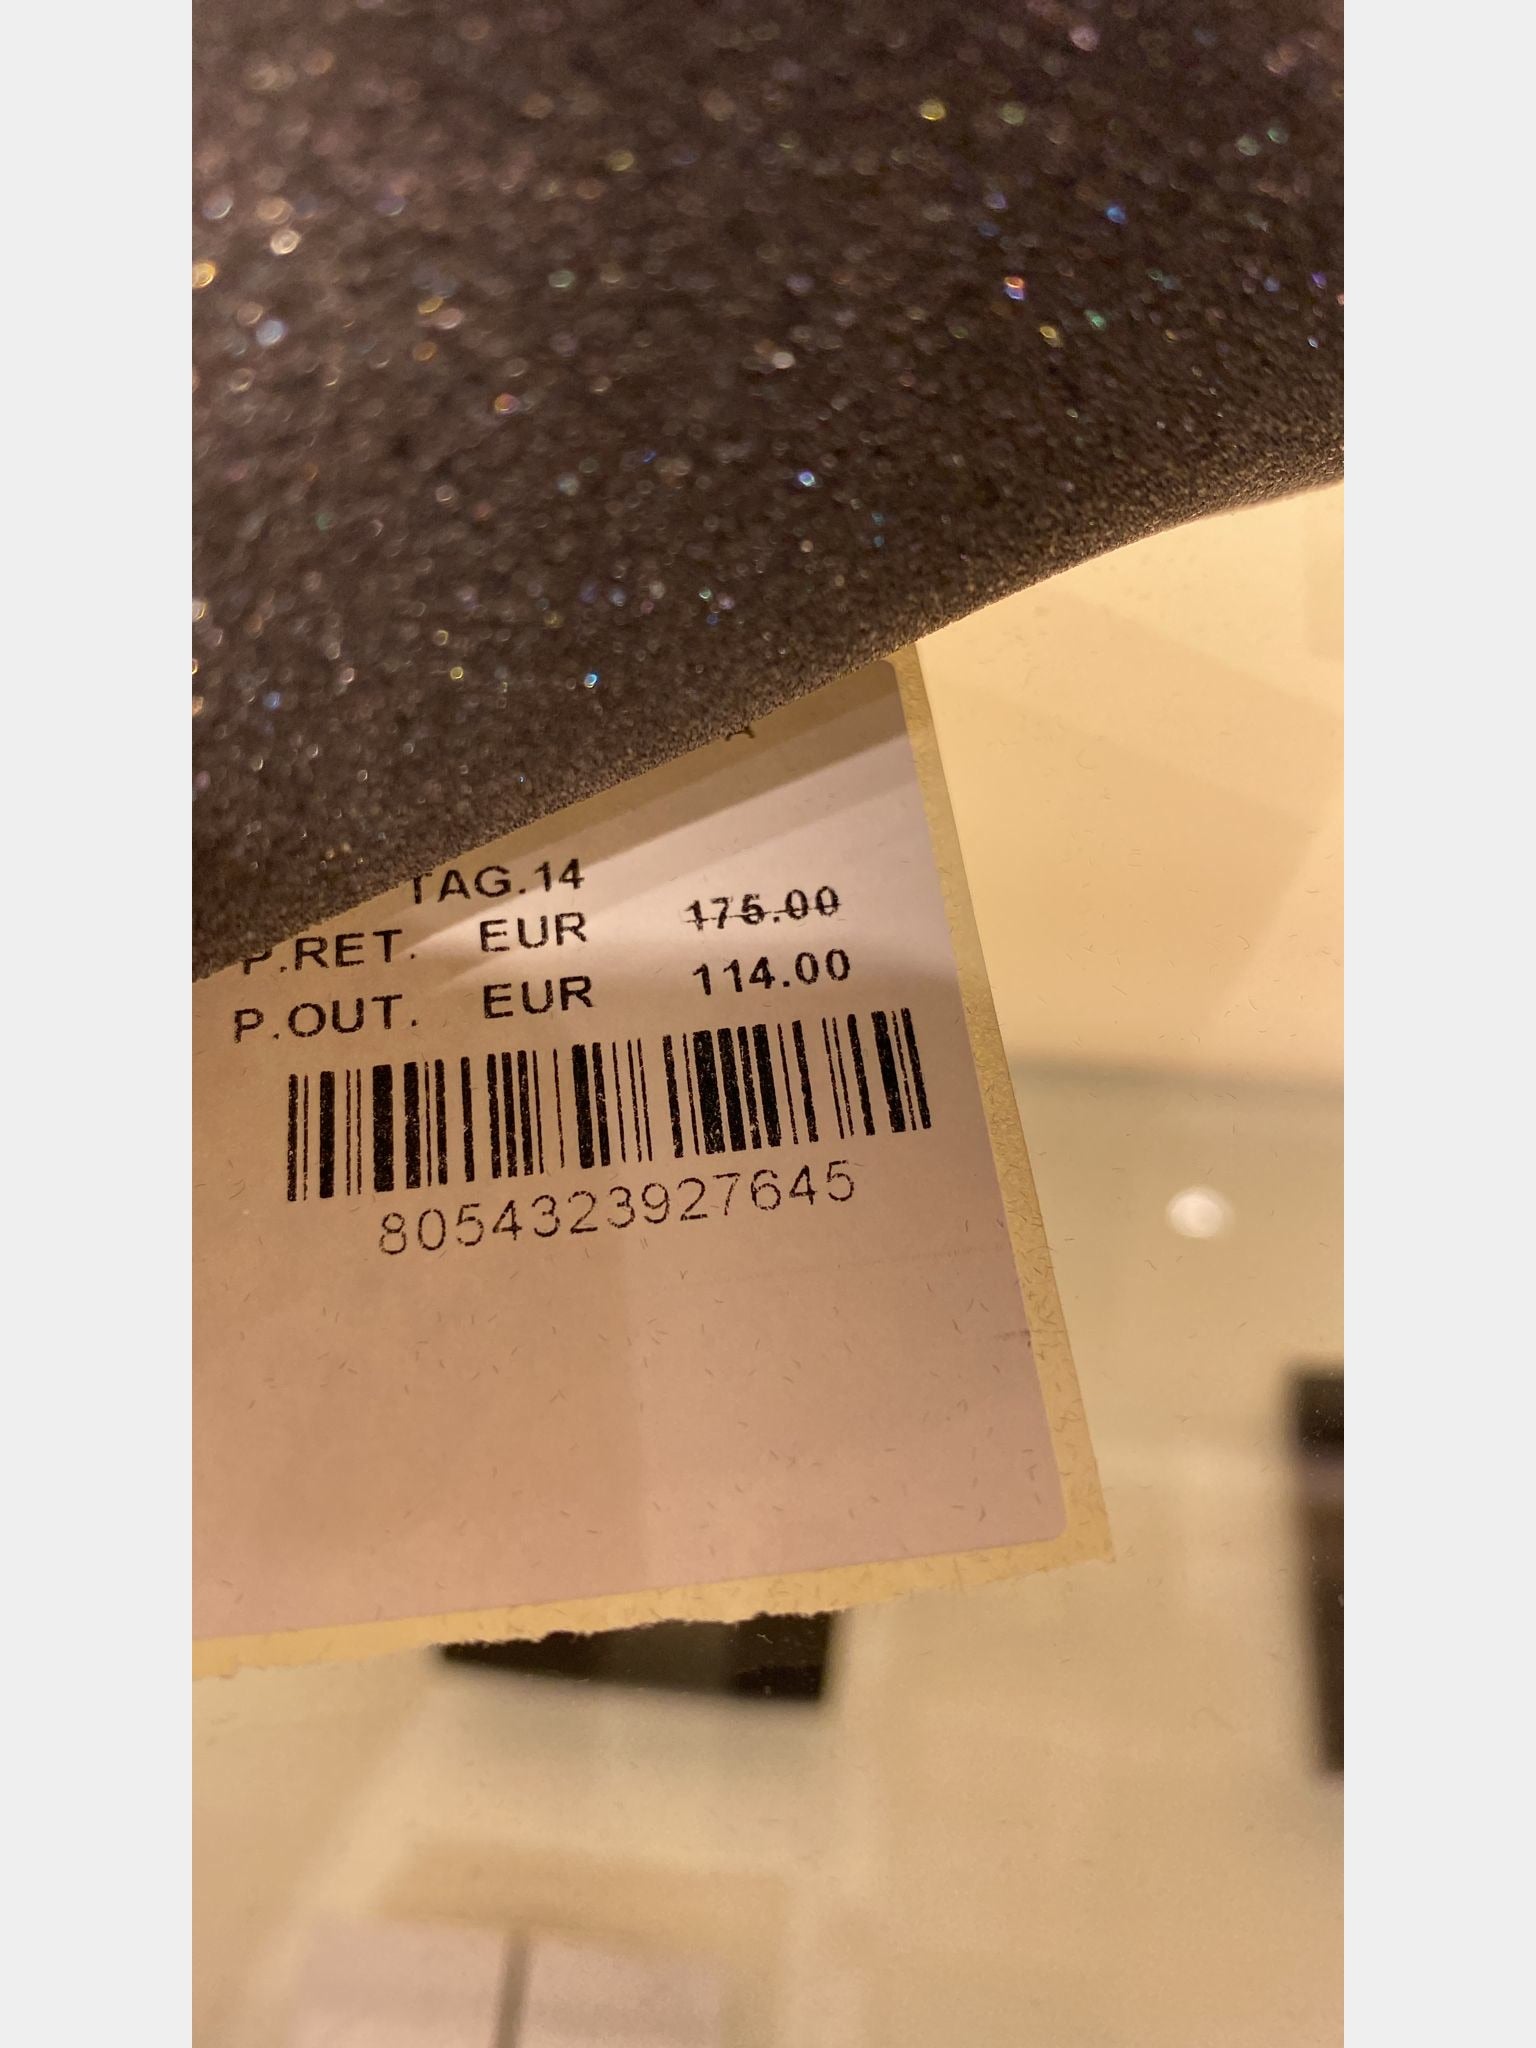 TAG.14
P.RET. EUR 175.00
P.OUT. EUR 114.00
8054323927645